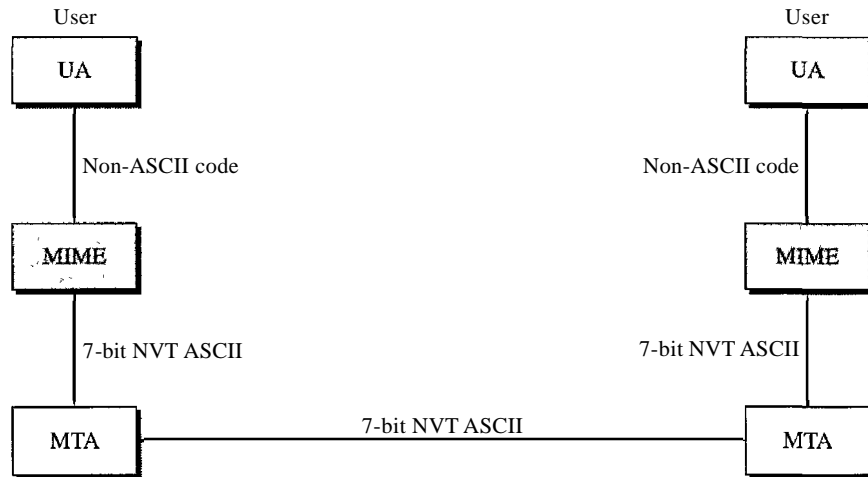 User
User
UA
UA
Non-ASCII code
Non-ASCII code
MIME
MIME
7-bit NVT ASCII
7-bit NVT ASCII
7-bit NVT ASCII
MTA
MTA